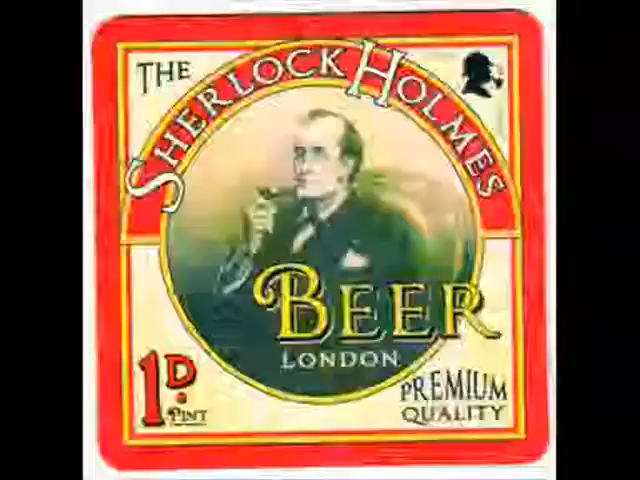 THE
SHERLOCK HOLMES
BEER
LONDON
1D.
PINT
PREMIUM
QUALITY